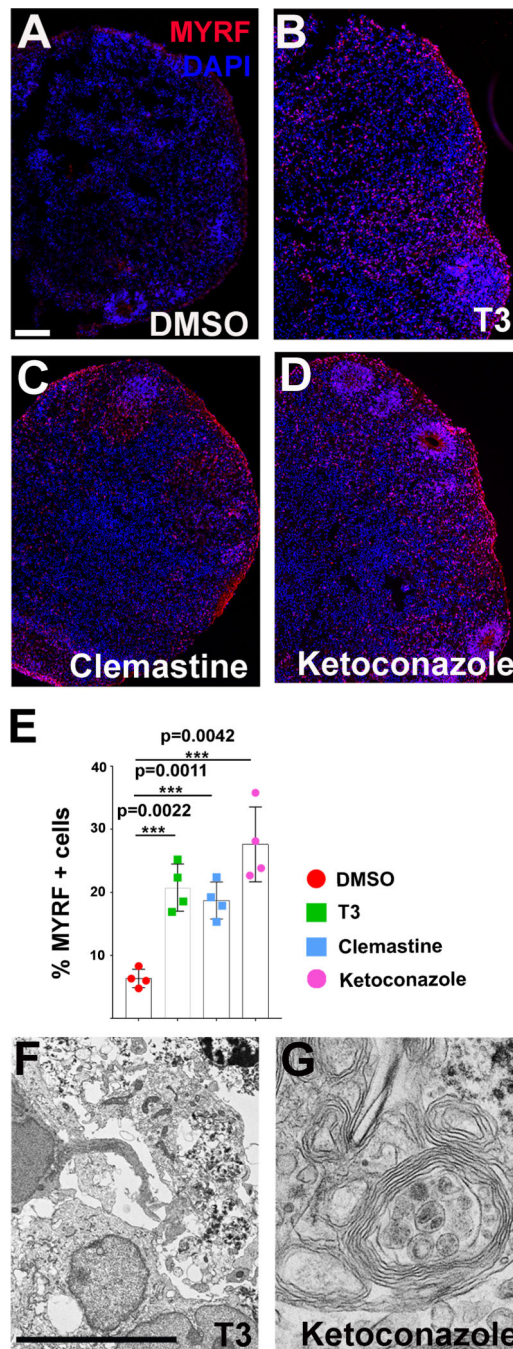 A
MYRF
DAPI
DMSO
B
T3
C
Clemastine
D
Ketoconazole
E
p=0.0042
***
p=0.0011
***
p=0.0022
***
% MYRF + cells
40
30
20
10
DMSO
T3
Clemastine
Ketoconazole
F
T3
G
Ketoconazole